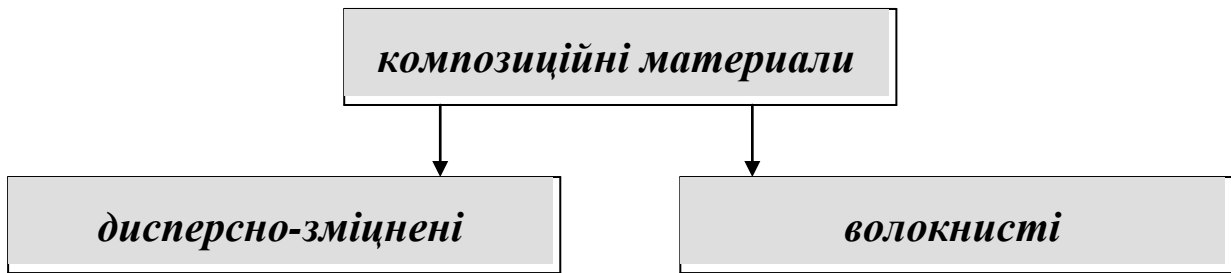 композиційні материали
дисперсно-зміцнені
волокнисті